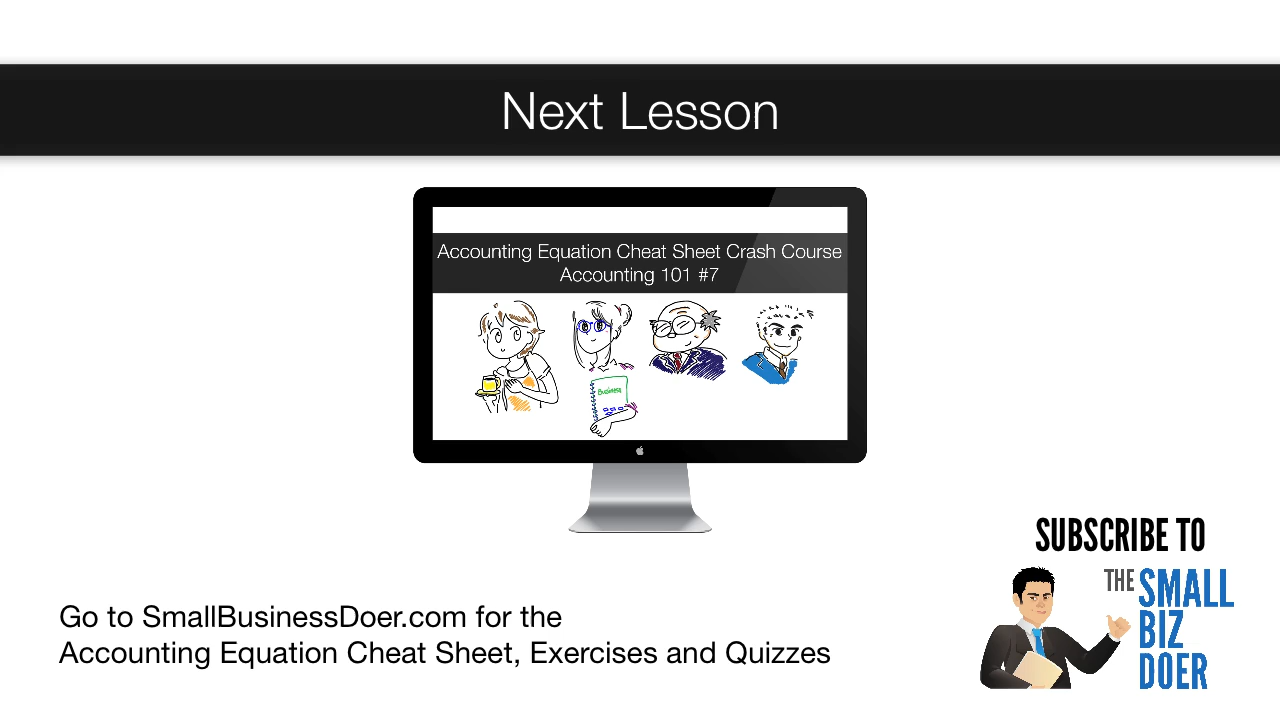 Next Lesson
Accounting Equation Cheat Sheet Crash Course
Accounting 101 #7
Business
Go to SmallBusinessDoer.com for the
Accounting Equation Cheat Sheet, Exercises and Quizzes
SUBSCRIBE TO
THE SMALL
BIZ
DOER